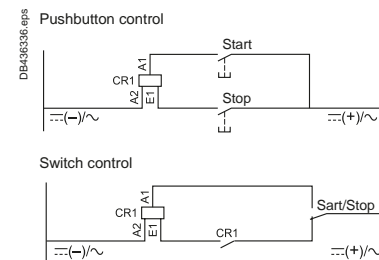 DB436336.eps
Pushbutton control
Start
A1
CR1
A2
E1
Stop
(–)/~
(+)/~
Switch control
A1
CR1
Sart/Stop
A2
E1
CR1
(–)/~
(+)/~